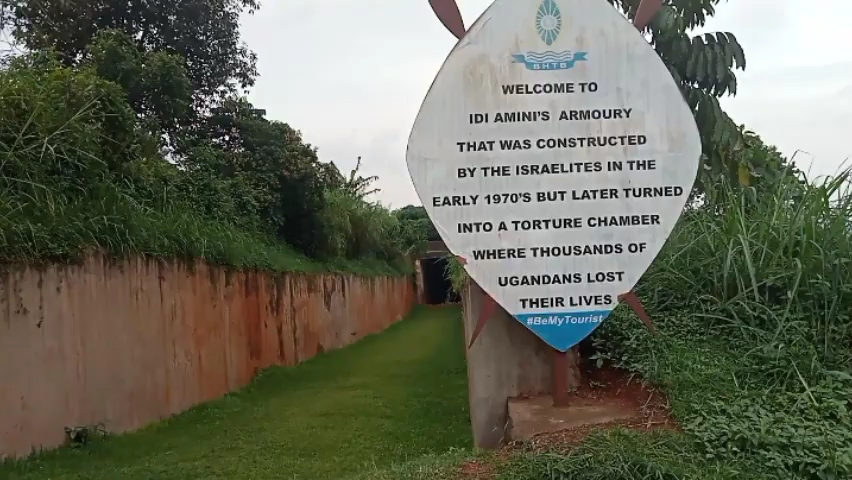 BHTB
WELCOME TO
IDI AMINI'S ARMOURY
THAT WAS CONSTRUCTED
BY THE ISRAELITES IN THE
EARLY 1970'S BUT LATER TURNED
INTO A TORTURE CHAMBER
WHERE THOUSANDS OF
UGANDANS LOST
THEIR LIVES
#BeMyTourist